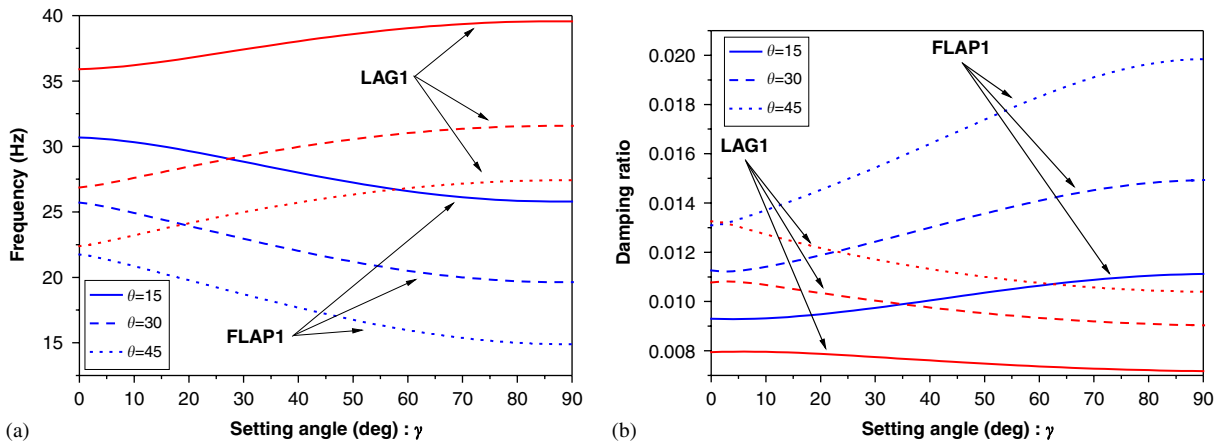 40
35
30
25
20
15
Frequency (Hz)
LAG1
FLAP1
θ=15
θ=30
θ=45
0 10 20 30 40 50 60 70 80 90
Setting angle (deg) : γ
(a)
0.020
0.018
0.016
0.014
0.012
0.010
0.008
Damping ratio
θ=15
θ=30
θ=45
FLAP1
LAG1
0 10 20 30 40 50 60 70 80 90
Setting angle (deg) : γ
(b)